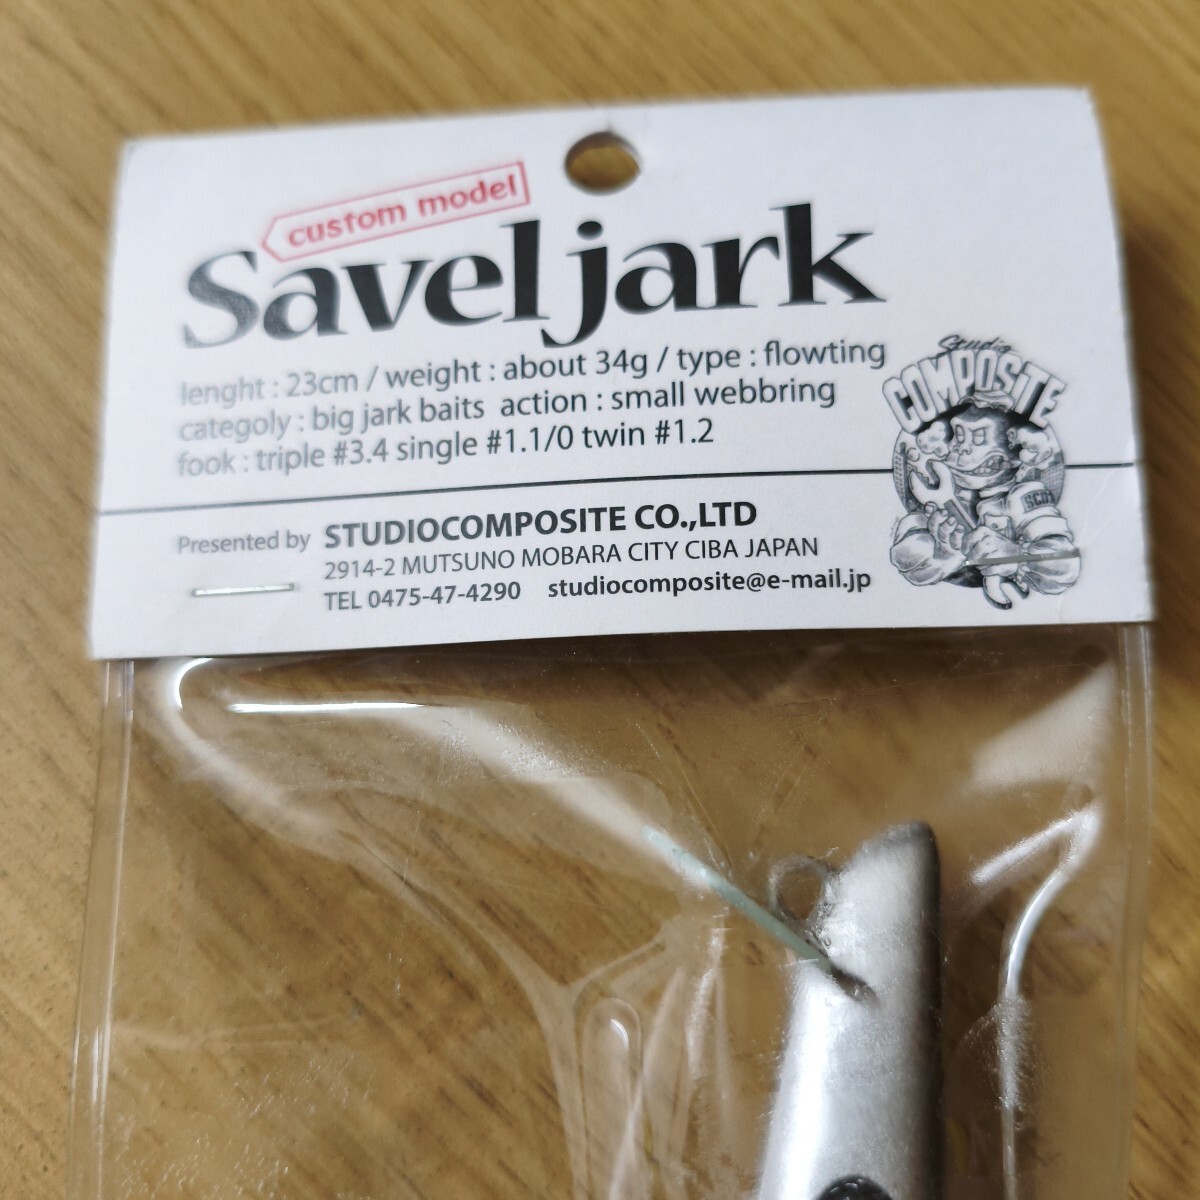 custom model
Savel jark
lenght : 23cm / weight : about 34g / type : flowting
categoly : big jark baits action : small webbring
fook : triple #3.4 single #1.1/0 twin #1.2
Studio
COMPOSITE
Presented by STUDIOCOMPOSITE CO.,LTD
2914-2 MUTSUNO MOBARA CITY CIBA JAPAN
TEL 0475-47-4290 studiocomposite@e-mail.jp